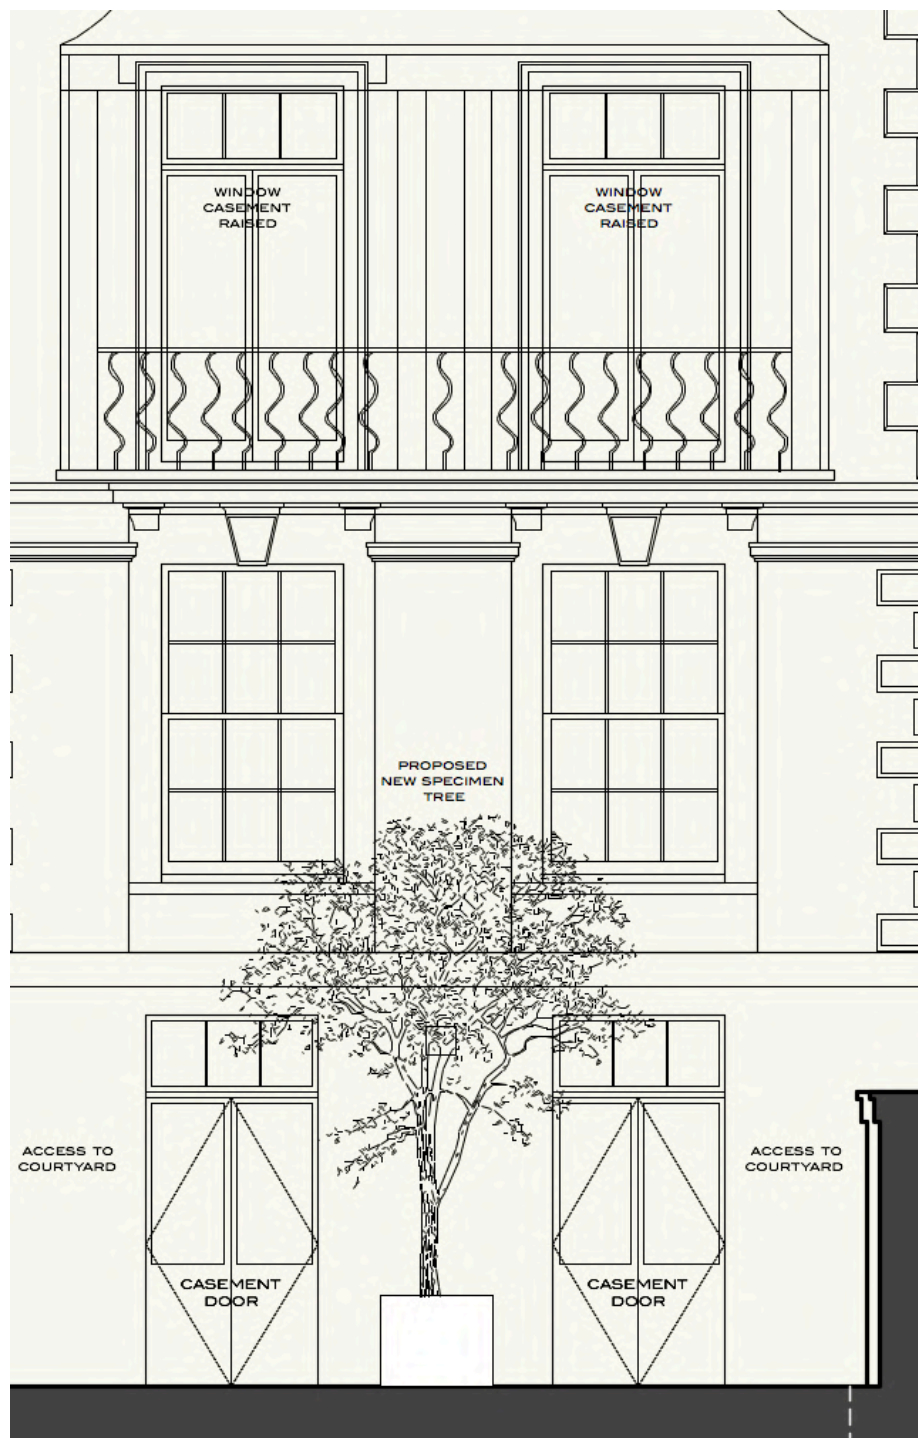 WINDOW
CASEMENT
RAISED
WINDOW
CASEMENT
RAISED
PROPOSED
NEW SPECIMEN
TREE
ACCESS TO
COURTYARD
ACCESS TO
COURTYARD
CASEMENT
DOOR
CASEMENT
DOOR